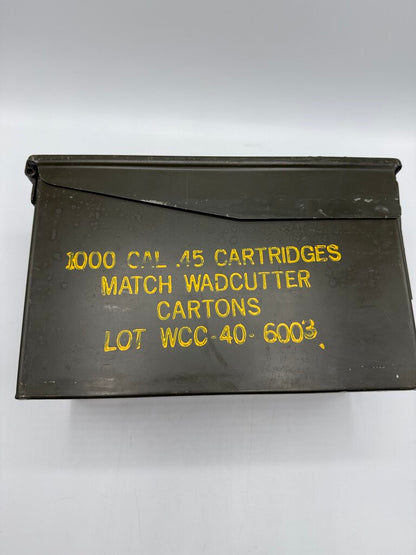 1000 CAL .45 CARTRIDGES
MATCH WADCUTTER
CARTONS
LOT WCC-40-6003